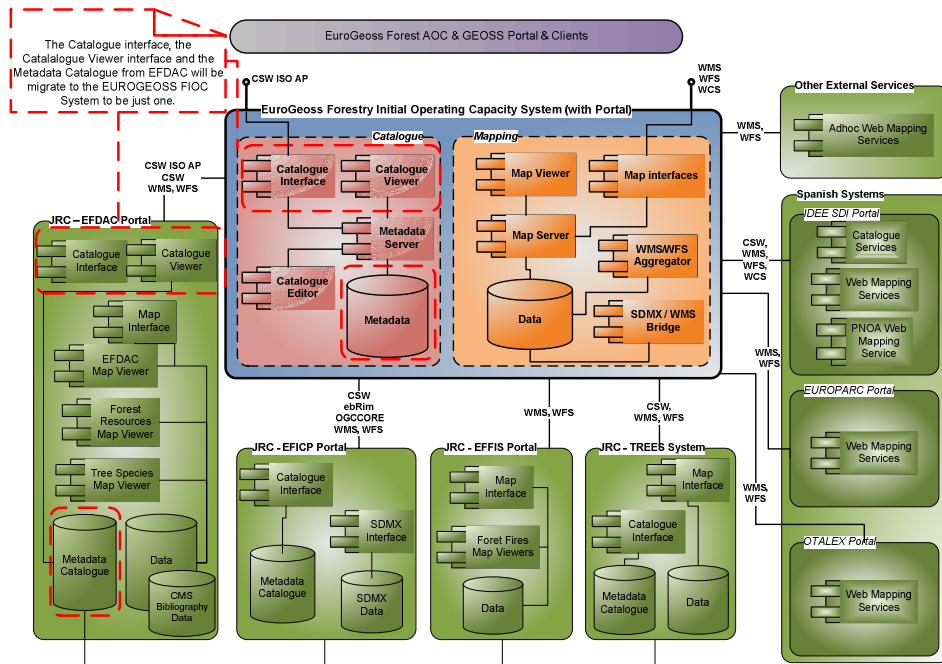 The Catalogue interface, the
Catalalogue Viewer interface and the
Metadata Catalogue from EFDAC will be
migrate to the EUROGEOSS FIOC
System to be just one.
EuroGeoss Forest AOC & GEOSS Portal & Clients
CSW ISO AP
WMS
WFS
WCS
EuroGeoss Forestry Initial Operating Capacity System (with Portal)
Catalogue
Catalogue
Interface
Catalogue
Viewer
Metadata
Server
Catalogue
Editor
Metadata
Mapping
Map Viewer
Map interfaces
Map Server
WMS/WFS
Aggregator
Data
SDMX / WMS
Bridge
CSW ISO AP
CSW
WMS, WFS
JRC – EFDAC Portal
Catalogue
Interface
Catalogue
Viewer
Map
Interface
EFDAC
Map Viewer
Forest
Resources
Map Viewer
Tree Species
Map Viewer
Metadata
Catalogue
Data
CMS
Bibliography
Data
CSW
ebRim
OGCCORE
WMS, WFS
JRC - EFICP Portal
Catalogue
Interface
SDMX
Interface
Metadata
Catalogue
SDMX
Data
WMS, WFS
JRC - EFFIS Portal
Map
Interface
Foret Fires
Map Viewers
Data
CSW,
WMS, WFS
JRC - TREES System
Map
Interface
Catalogue
Interface
Metadata
Catalogue
Data
WMS,
WFS
Other External Services
Adhoc Web Mapping
Services
CSW,
WMS,
WFS,
WCS
WMS,
WFS
WMS,
WFS
Spanish Systems
IDEE SDI Portal
Catalogue
Services
Web Mapping
Services
PNOA Web
Mapping
Service
EUROPARC Portal
Web Mapping
Services
OTALEX Portal
Web Mapping
Services